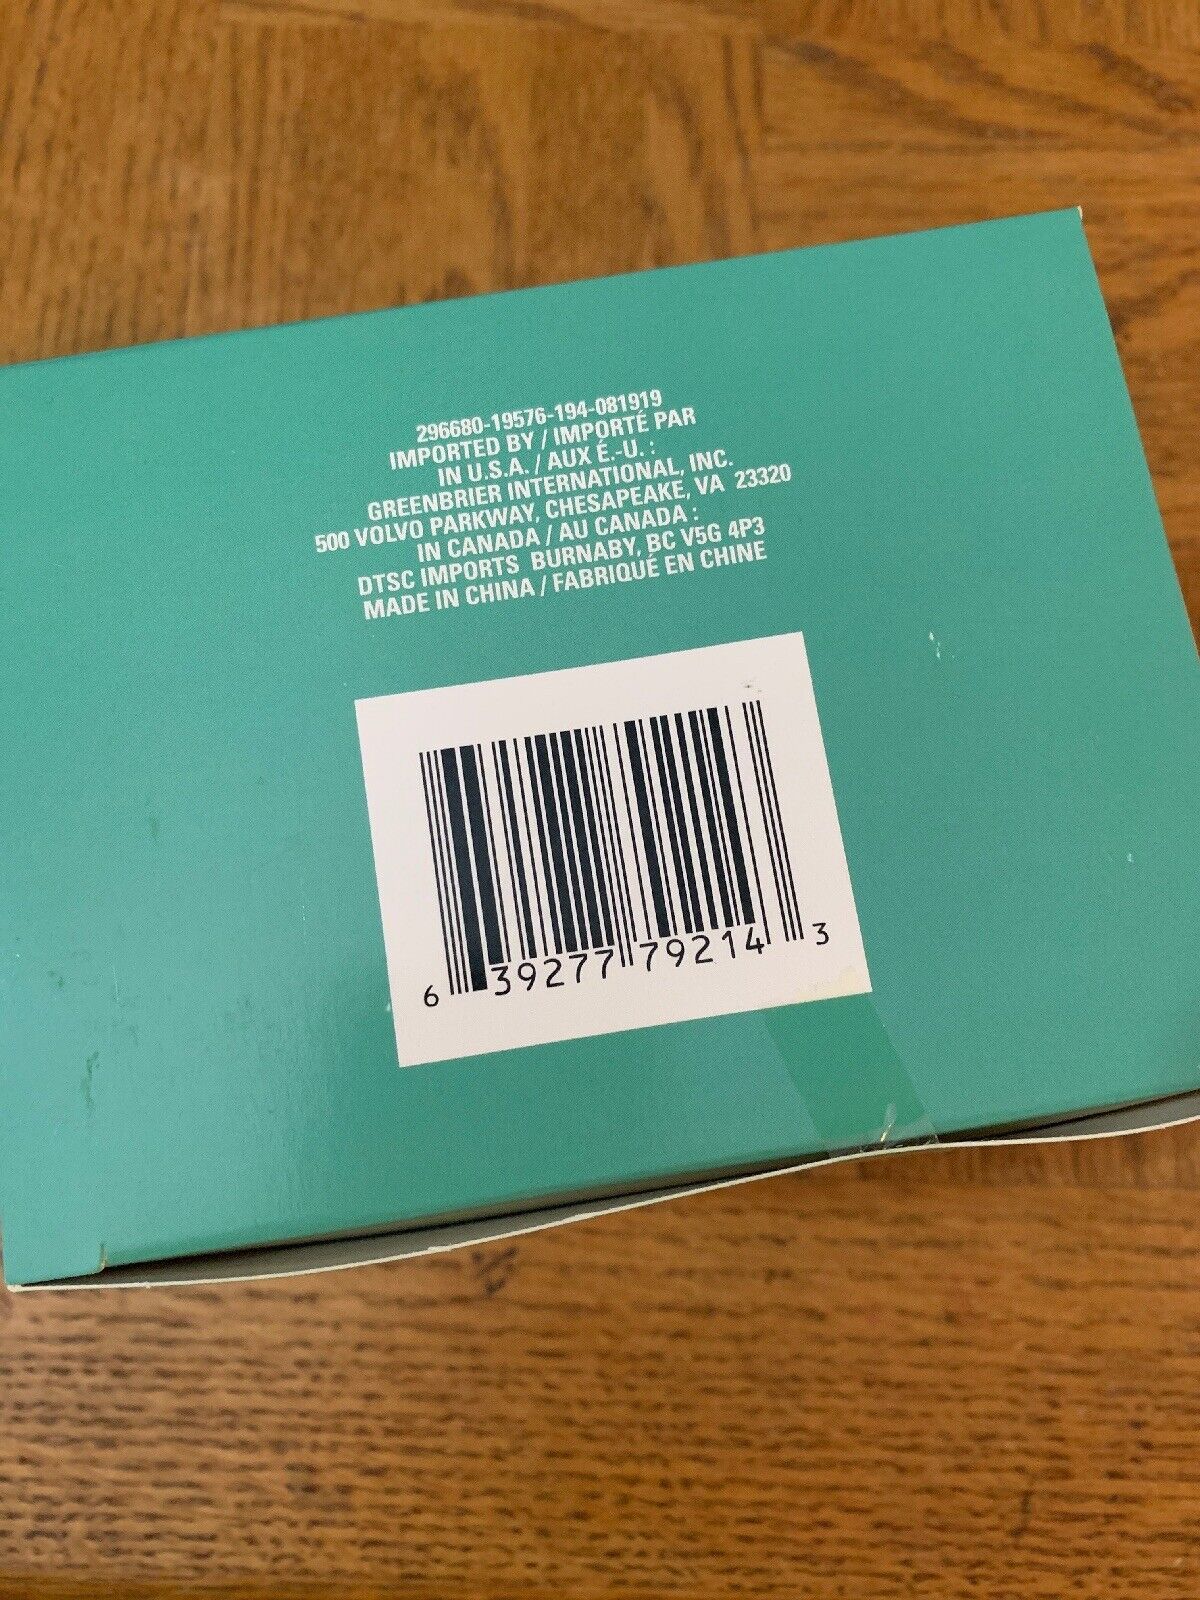 296680-19576-194-081919
IMPORTED BY / IMPORTÉ PAR
IN U.S.A. / AUX É.-U. :
GREENBRIER INTERNATIONAL, INC.
500 VOLVO PARKWAY, CHESAPEAKE, VA 23320
IN CANADA / AU CANADA :
DTSC IMPORTS BURNABY, BC V5G 4P3
MADE IN CHINA / FABRIQUÉ EN CHINE
6 39277 79214 3